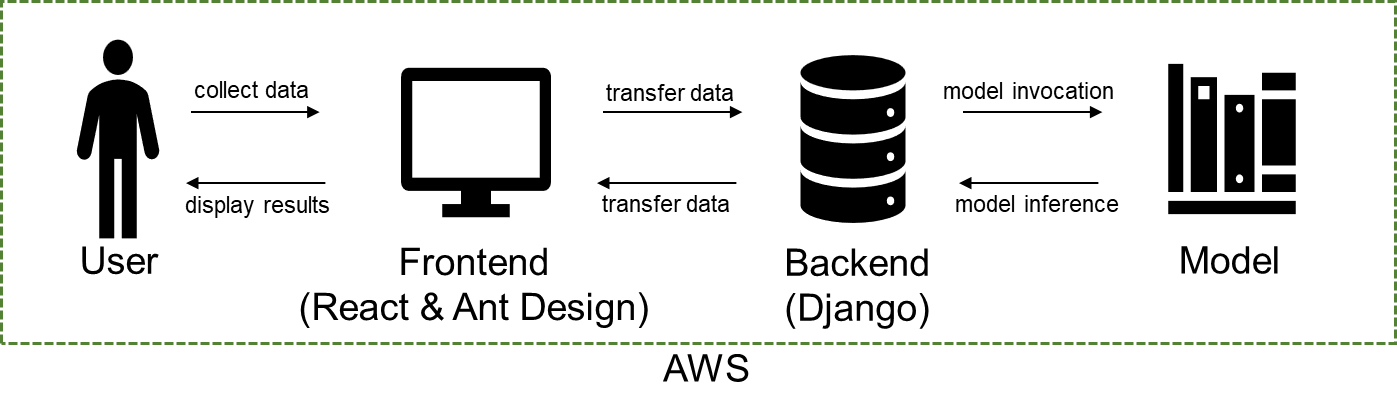 collect data
transfer data
model invocation
display results
transfer data
model inference
User
Frontend
(React & Ant Design)
Backend
(Django)
Model
AWS